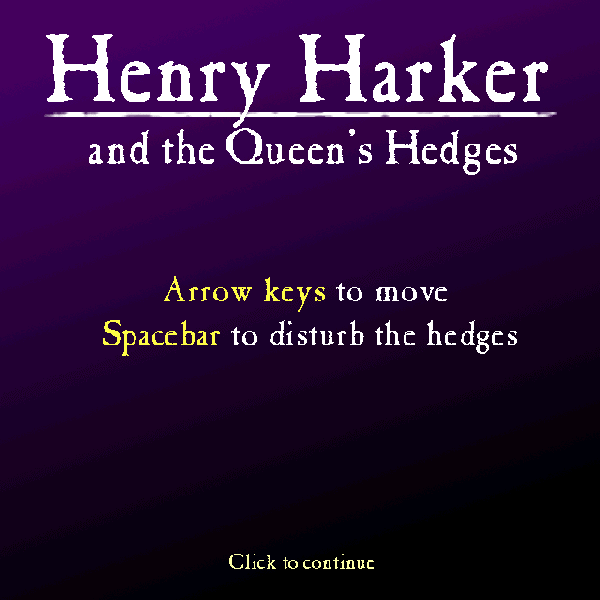 Henry Harker
and the Queen's Hedges
Arrow keys to move
Spacebar to disturb the hedges
Click to continue